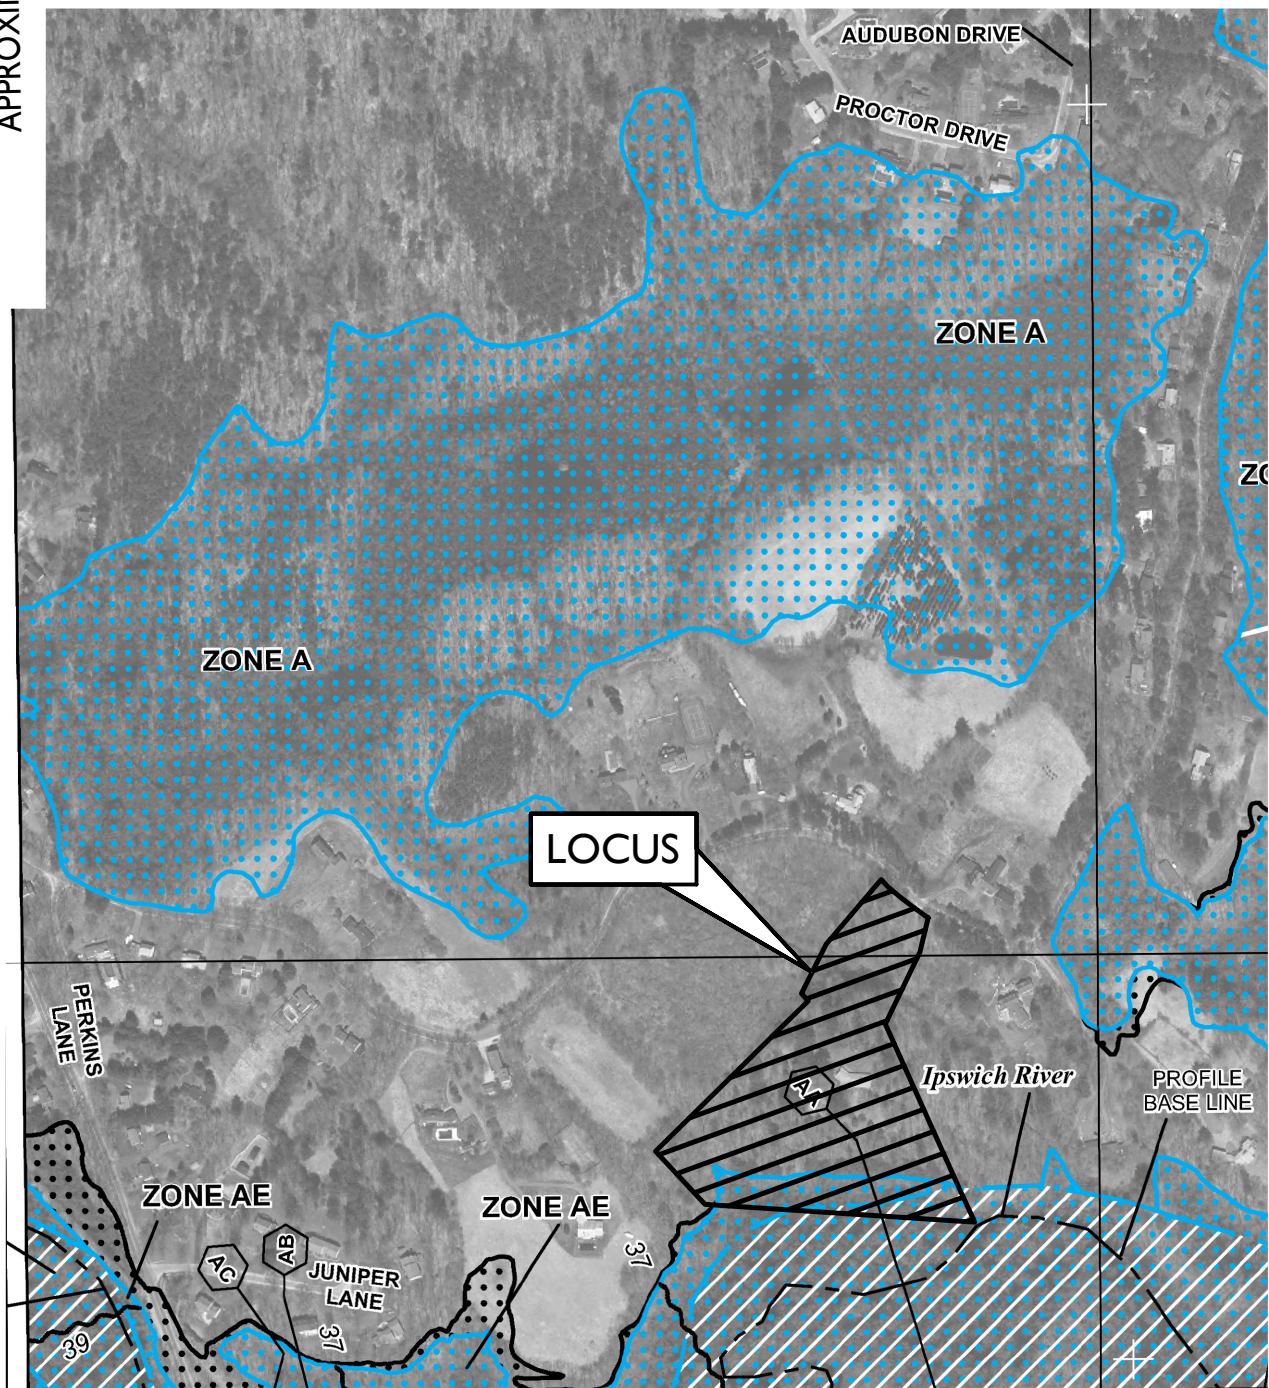 APPROXI
AUDUBON DRIVE
PROCTOR DRIVE
ZONE A
ZO
ZONE A
LOCUS
PERKINS
LANE
AA
Ipswich River
PROFILE
BASE LINE
ZONE AE
ZONE AE
AC
AB
JUNIPER
LANE
37
37
39